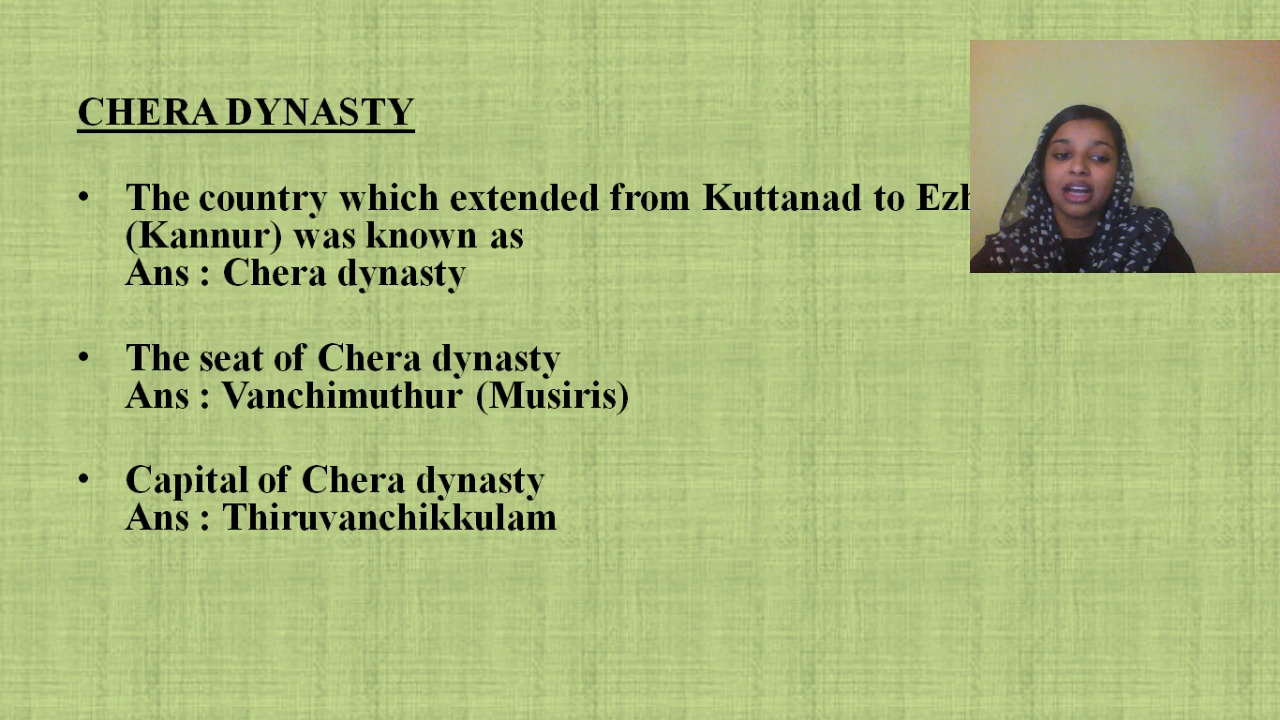 CHERA DYNASTY
• The country which extended from Kuttanad to
(Kannur) was known as
Ans : Chera dynasty
• The seat of Chera dynasty
Ans : Vanchimuthur (Musiris)
• Capital of Chera dynasty
Ans : Thiruvanchikkulam